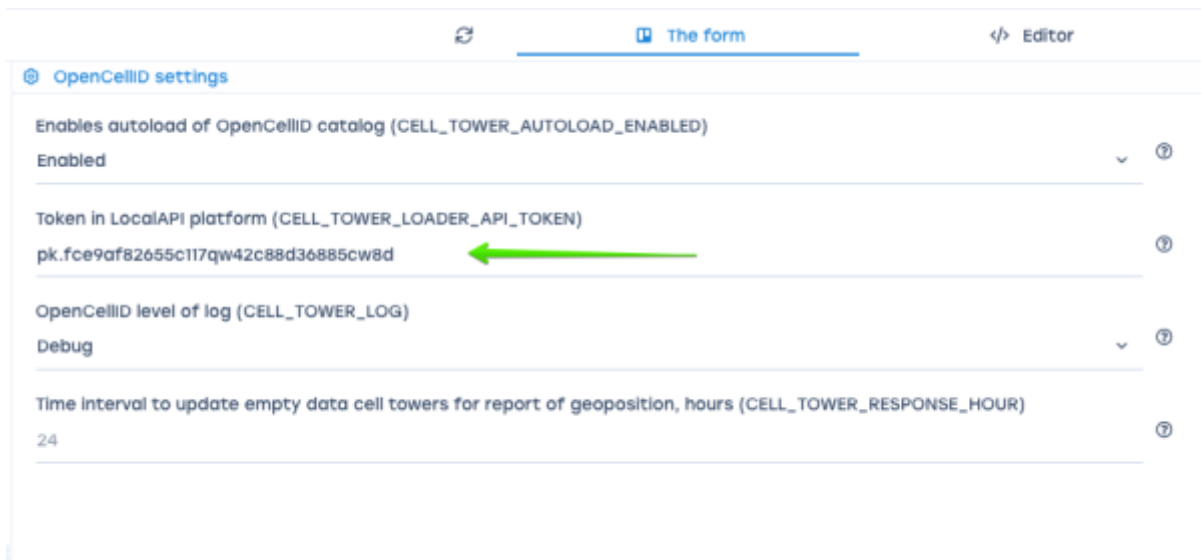 The form
</> Editor
OpenCellID settings
Enables autoload of OpenCellID catalog (CELL_TOWER_AUTOLOAD_ENABLED)
Enabled
Token in LocalAPI platform (CELL_TOWER_LOADER_API_TOKEN)
pk.fce9af82655c117qw42c88d36885cw8d
OpenCellID level of log (CELL_TOWER_LOG)
Debug
Time interval to update empty data cell towers for report of geoposition, hours (CELL_TOWER_RESPONSE_HOUR)
24